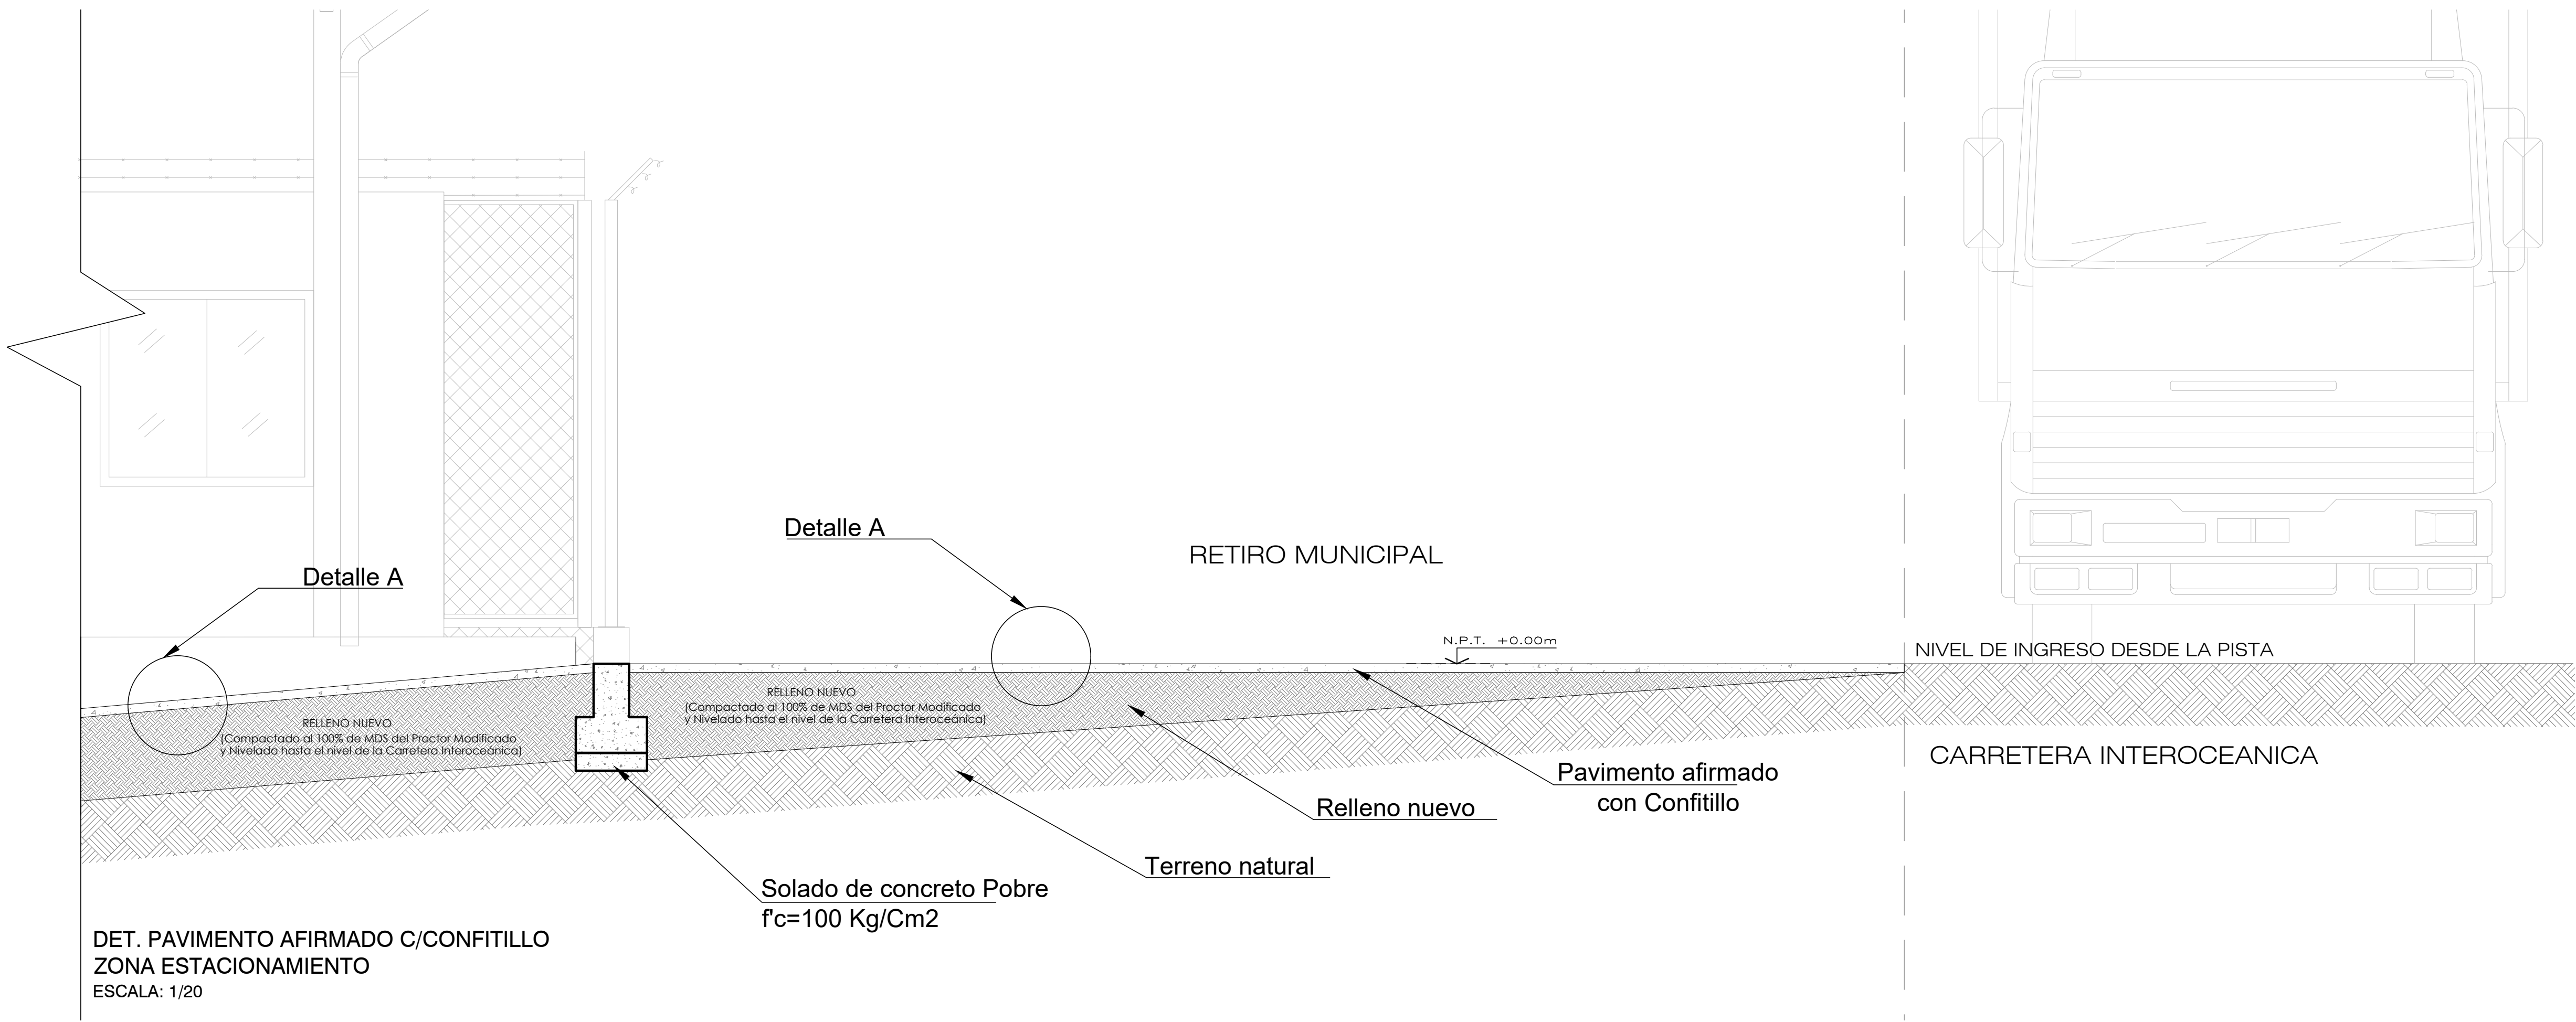 Detalle A
RETIRO MUNICIPAL
Detalle A
N.P.T. +0.00m
NIVEL DE INGRESO DESDE LA PISTA
RELLENO NUEVO
(Compactado al 100% de MDS del Proctor Modificado
y Nivelado hasta el nivel de la Carretera Interoceánica)
RELLENO NUEVO
(Compactado al 100% de MDS del Proctor Modificado
y Nivelado hasta el nivel de la Carretera Interoceánica)
CARRETERA INTEROCEANICA
Pavimento afirmado
con Confitillo
Relleno nuevo
Terreno natural
Solado de concreto Pobre
f'c=100 Kg/Cm2
DET. PAVIMENTO AFIRMADO C/CONFITILLO
ZONA ESTACIONAMIENTO
ESCALA: 1/20